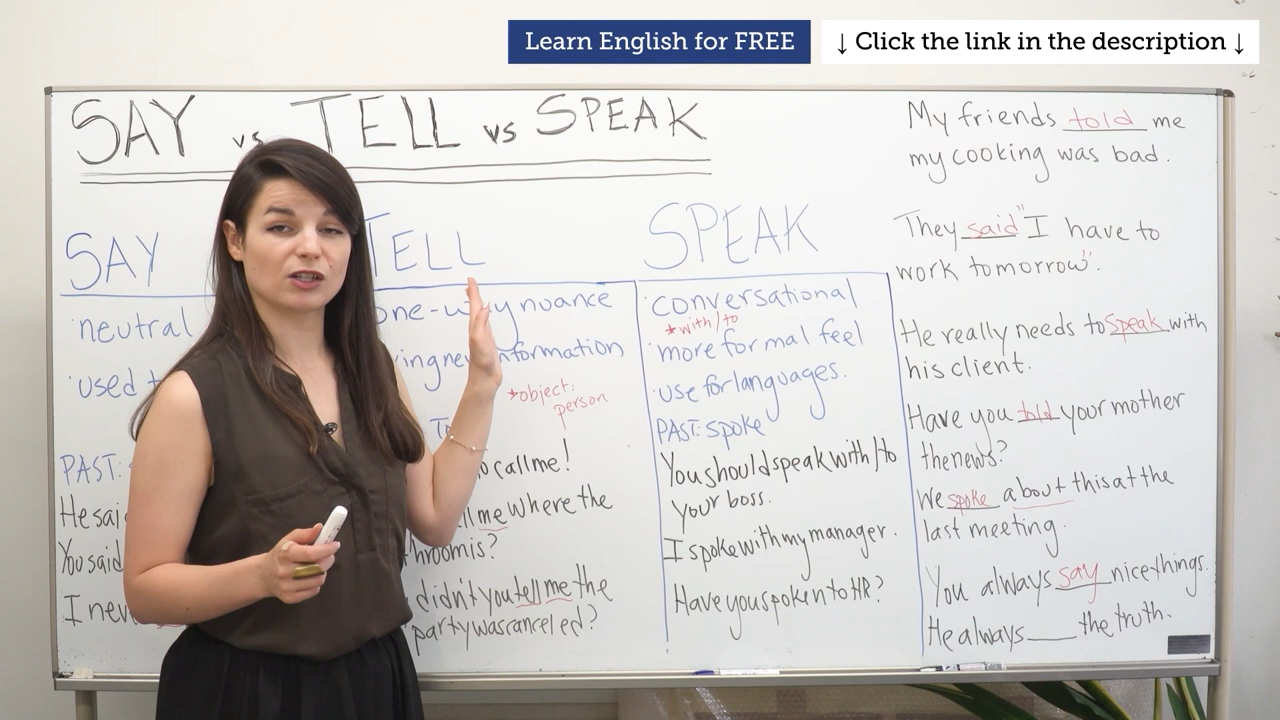 Learn English for FREE
↓ Click the link in the description ↓
SAY vs TELL vs SPEAK
SAY
neutral
used
PAST:
He
You said
I
TELL
one-way nuance
new information
*object:
person
call me!
me where the
is?
didn't you tell me the
party was canceled?
SPEAK
·conversational
*with/to
·more formal feel
·use for languages.
PAST: spoke
You should speak with/to
your boss.
I spoke with my manager.
Have you spoken to HR?
My friends told me
my cooking was bad.
They said "I have to
work tomorrow".
He really needs to speak with
his client.
Have you told your mother
the news?
We spoke about this at the
last meeting.
You always say nice things.
He always ___ the truth.